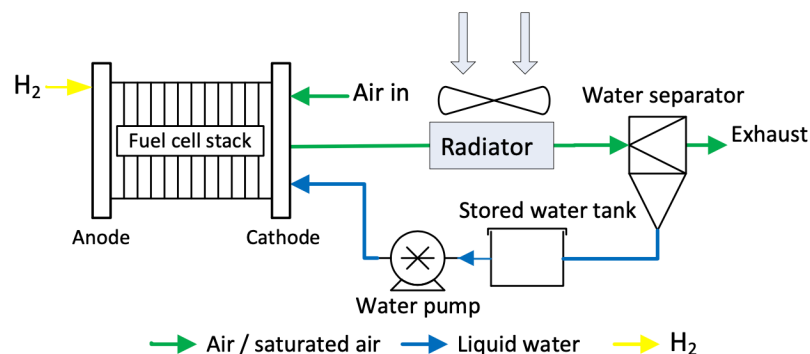 H₂
Air in
Fuel cell stack
Radiator
Water separator
Exhaust
Anode
Cathode
Stored water tank
Water pump
Air / saturated air
Liquid water
H₂